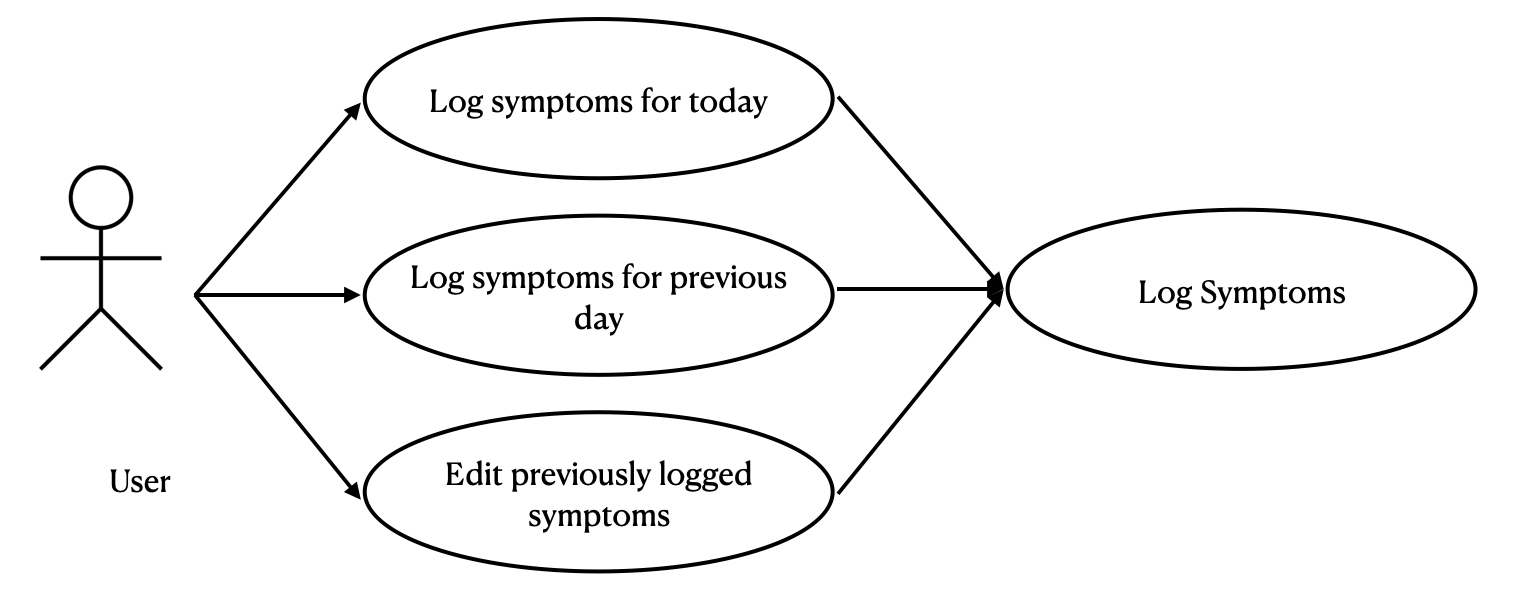 Log symptoms for today
Log symptoms for previous
day
Log Symptoms
Edit previously logged
symptoms
User